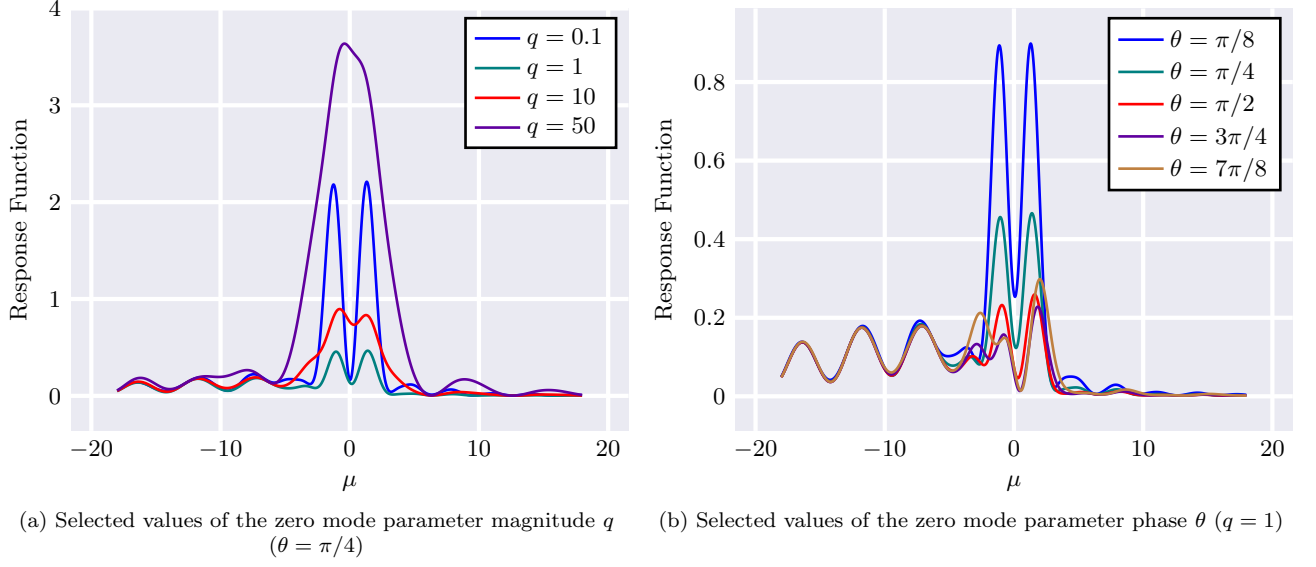 4
3
2
1
0
Response Function
−20
−10
0
10
20
μ
q = 0.1
q = 1
q = 10
q = 50
(a) Selected values of the zero mode parameter magnitude q
(θ = π/4)
0.8
0.6
0.4
0.2
0
Response Function
−20
−10
0
10
20
μ
θ = π/8
θ = π/4
θ = π/2
θ = 3π/4
θ = 7π/8
(b) Selected values of the zero mode parameter phase θ (q = 1)